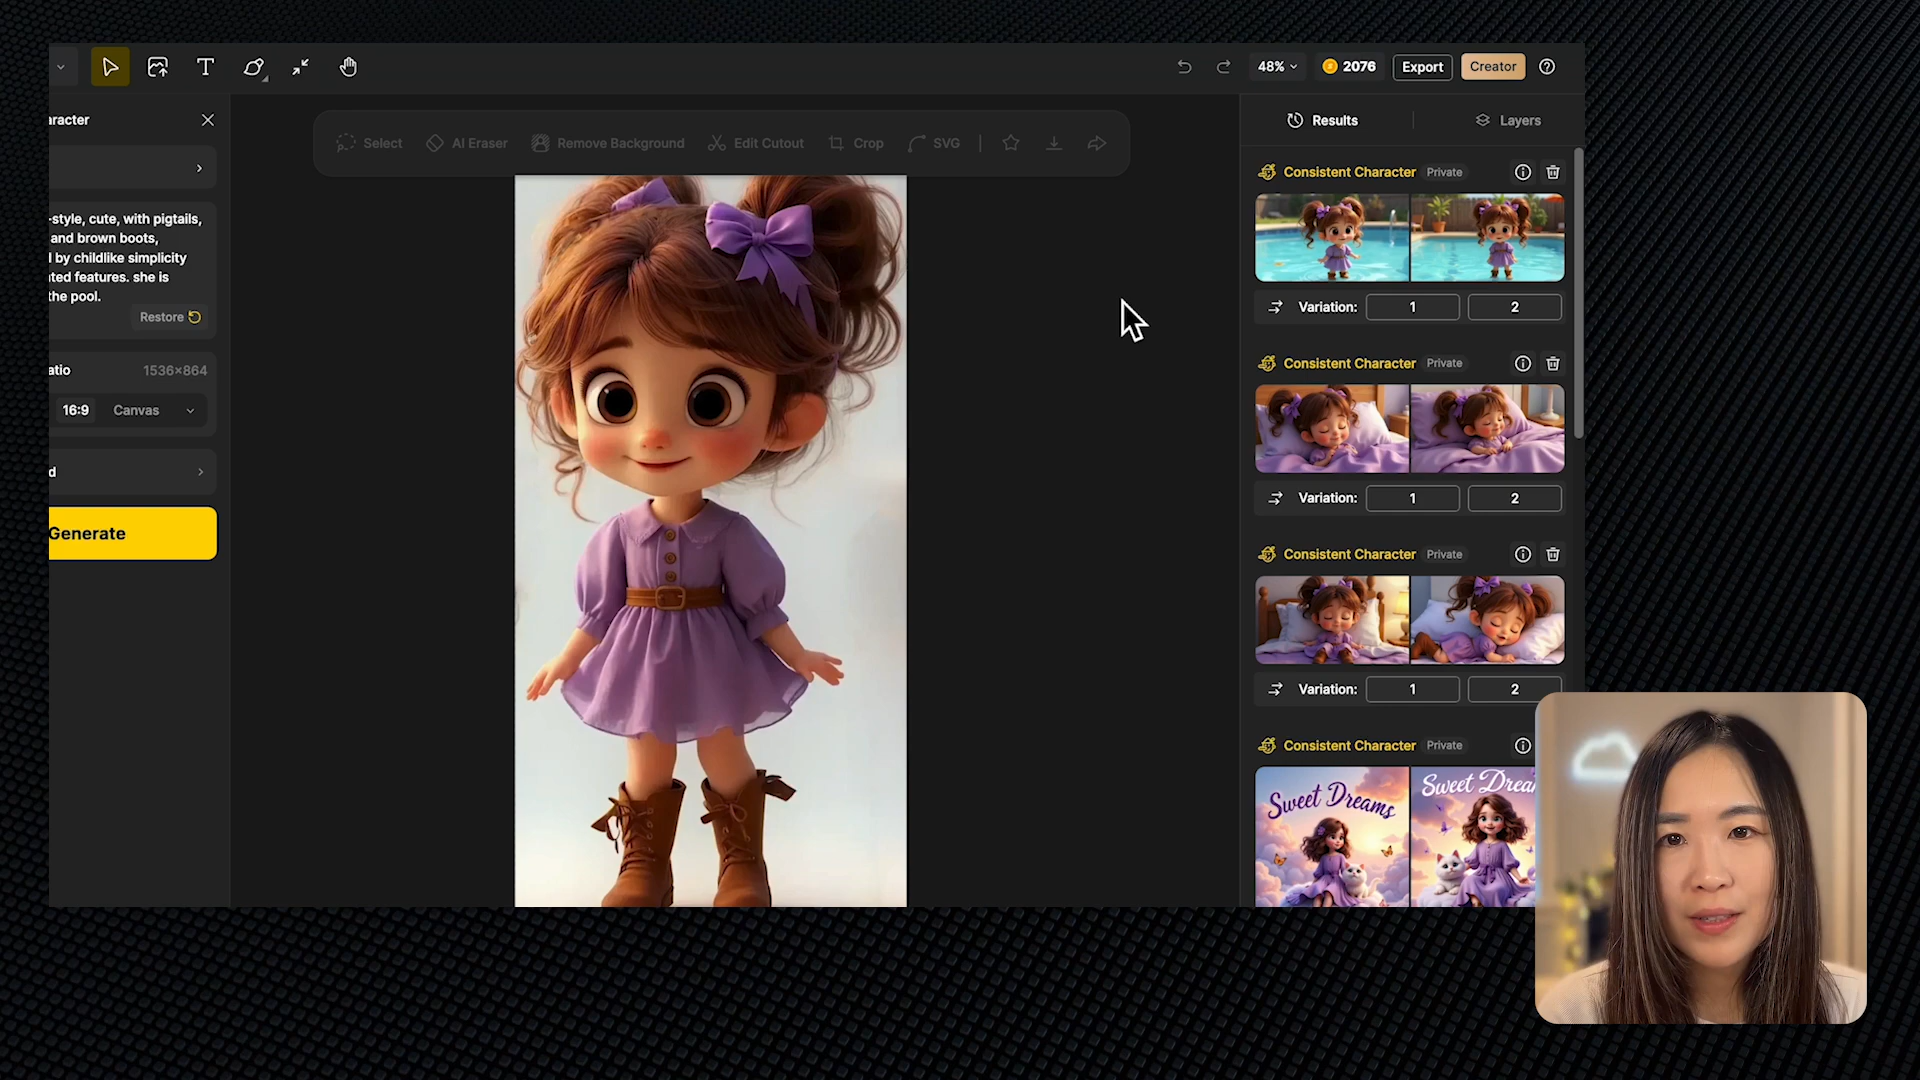 48%
2076
Export
Creator
aracter
-style, cute, with pigtails,
and brown boots,
l by childlike simplicity
ted features. she is
the pool.
Restore
atio
1536×864
16:9
Canvas
d
Generate
Select
AI Eraser
Remove Background
Edit Cutout
Crop
SVG
Results
Layers
Consistent Character
Private
Variation:
1
2
Consistent Character
Private
Variation:
1
2
Consistent Character
Private
Variation:
1
2
Consistent Character
Private
Sweet Dreams
Sweet Drea